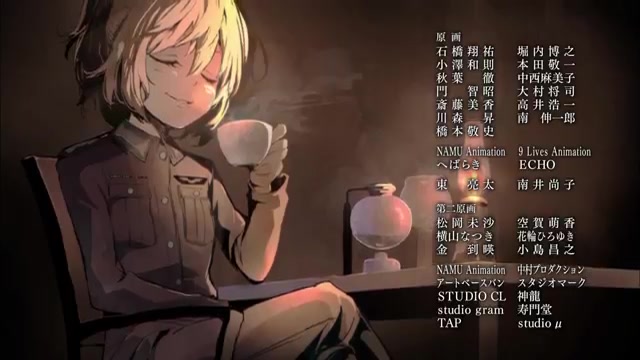 原画
石橋翔祐 堀内博之
小澤和則 本田敬一
秋葉徹 中西麻美子
門智昭 大村将司
斎藤美香 高井浩一
川森昇 南伸一郎
橋本敬史
NAMU Animation 9 Lives Animation
へばらき ECHO
東亮太 南井尚子
第二原画
松岡未沙 空賀萌香
横山なつき 花輪ひろゆき
金到暎 小島昌之
NAMU Animation 中村プロダクション
アートベースバン スタジオマーク
STUDIO CL 神龍
studio gram 寿門堂
TAP studio μ